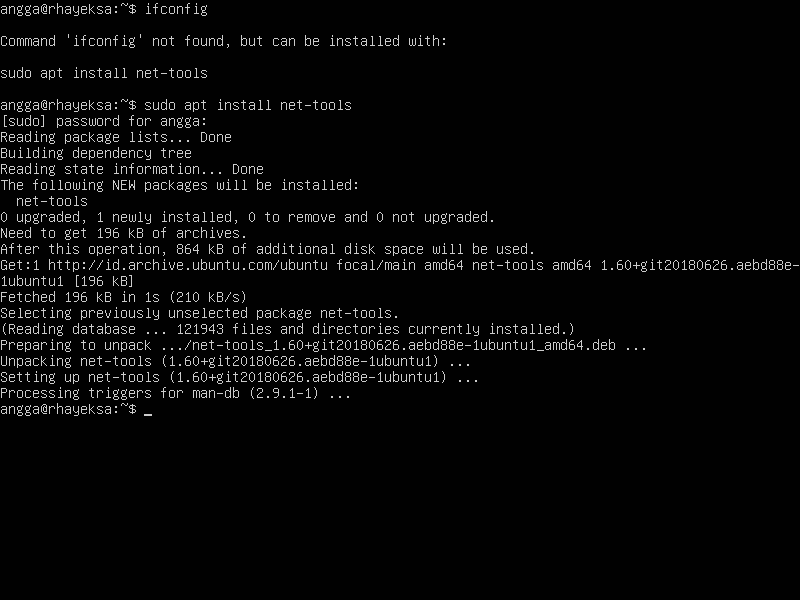 angga@rhayeksa:~$ ifconfig
Command 'ifconfig' not found, but can be installed with:
sudo apt install net-tools
angga@rhayeksa:~$ sudo apt install net-tools
[sudo] password for angga:
Reading package lists... Done
Building dependency tree
Reading state information... Done
The following NEW packages will be installed:
  net-tools
0 upgraded, 1 newly installed, 0 to remove and 0 not upgraded.
Need to get 196 kB of archives.
After this operation, 864 kB of additional disk space will be used.
Get:1 http://id.archive.ubuntu.com/ubuntu focal/main amd64 net-tools amd64 1.60+git20180626.aebd88e-
1ubuntu1 [196 kB]
Fetched 196 kB in 1s (210 kB/s)
Selecting previously unselected package net-tools.
(Reading database ... 121943 files and directories currently installed.)
Preparing to unpack .../net-tools_1.60+git20180626.aebd88e-1ubuntu1_amd64.deb ...
Unpacking net-tools (1.60+git20180626.aebd88e-1ubuntu1) ...
Setting up net-tools (1.60+git20180626.aebd88e-1ubuntu1) ...
Processing triggers for man-db (2.9.1-1) ...
angga@rhayeksa:~$ _